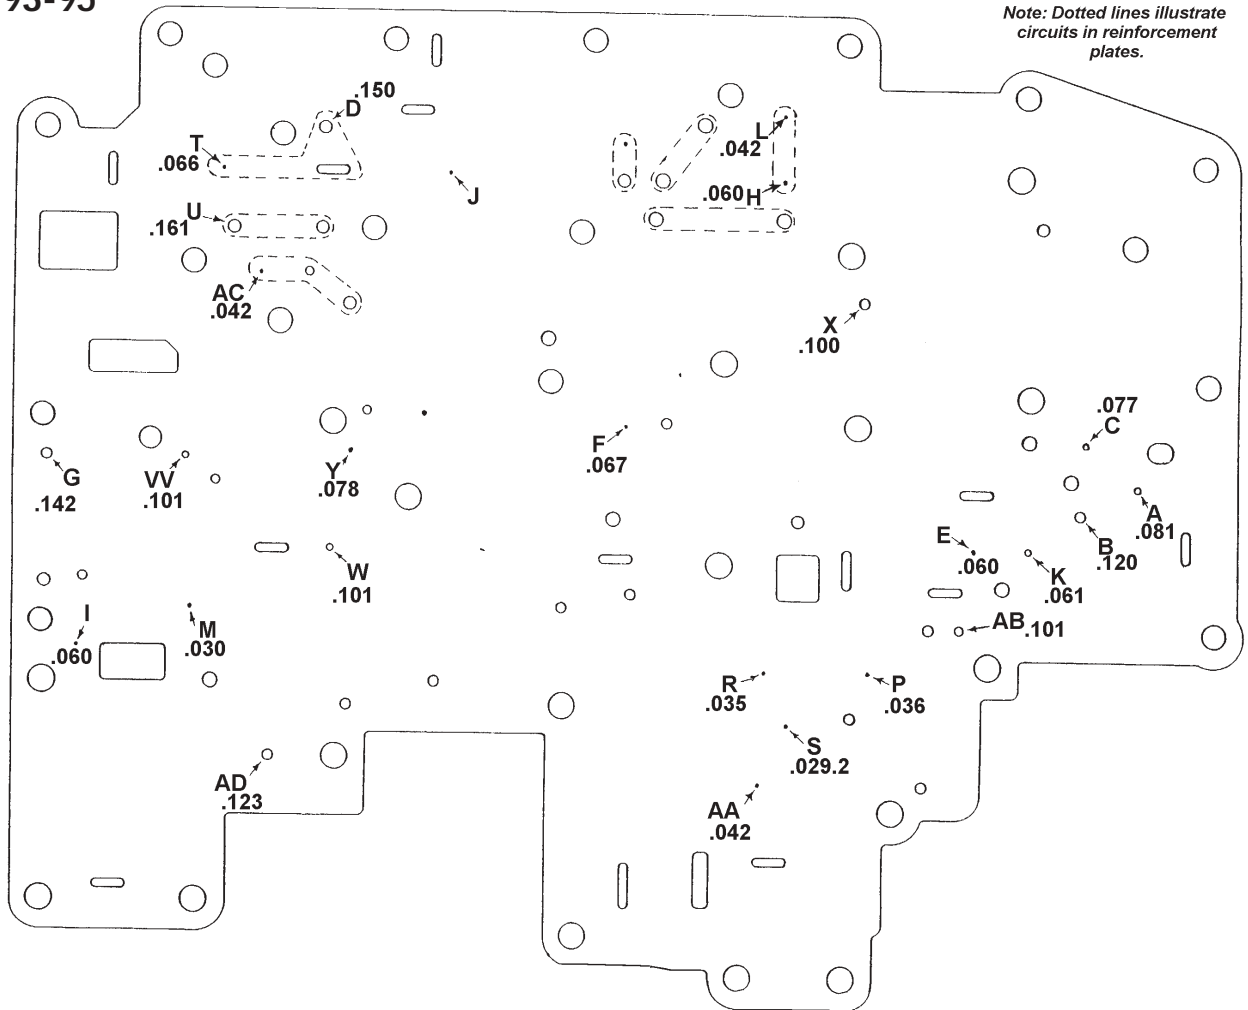 93-95
Note: Dotted lines illustrate
circuits in reinforcement
plates.
.150
D
T
.066
L
.042
J
.060 H
U
.161
AC
.042
X
.100
.077
C
F
.067
G
.142
VV
.101
Y
.078
A
.081
E
.060
B
.120
W
.101
K
.061
I
.060
M
.030
AB .101
R
.035
P
.036
S
.029.2
AD
.123
AA
.042